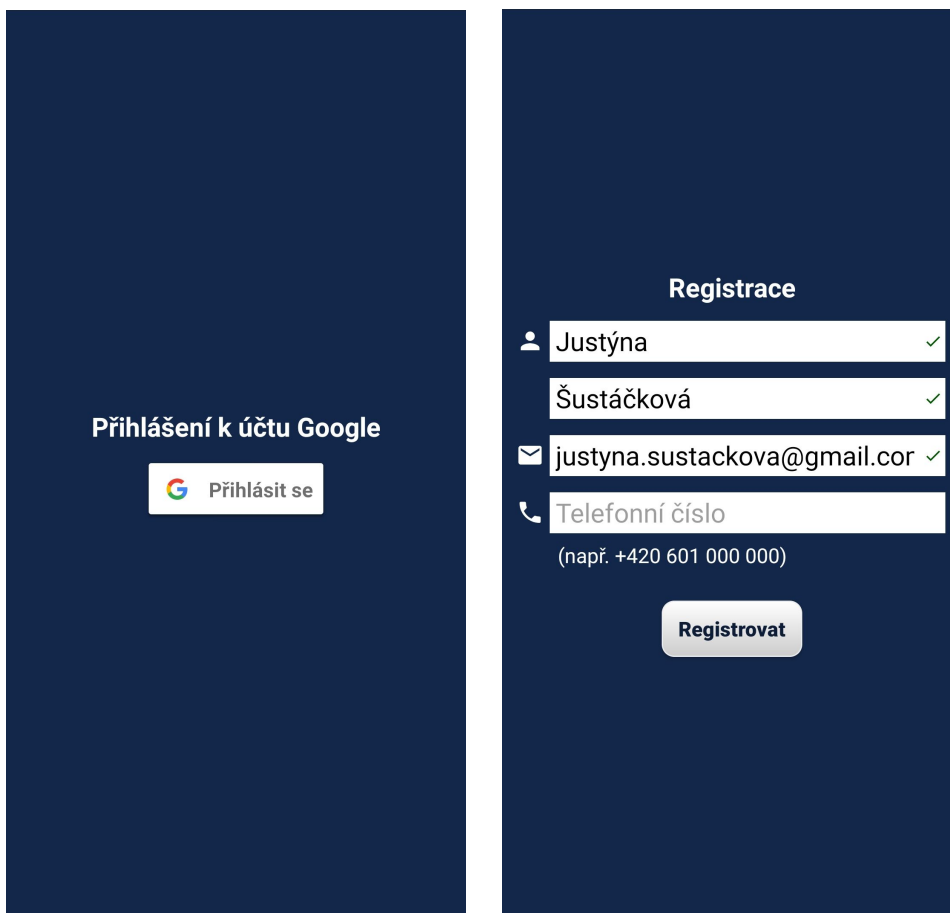 Přihlášení k účtu Google
Přihlásit se
Registrace
Justýna
Šustáčková
justyna.sustackova@gmail.cor
Telefonní číslo
(např. +420 601 000 000)
Registrovat